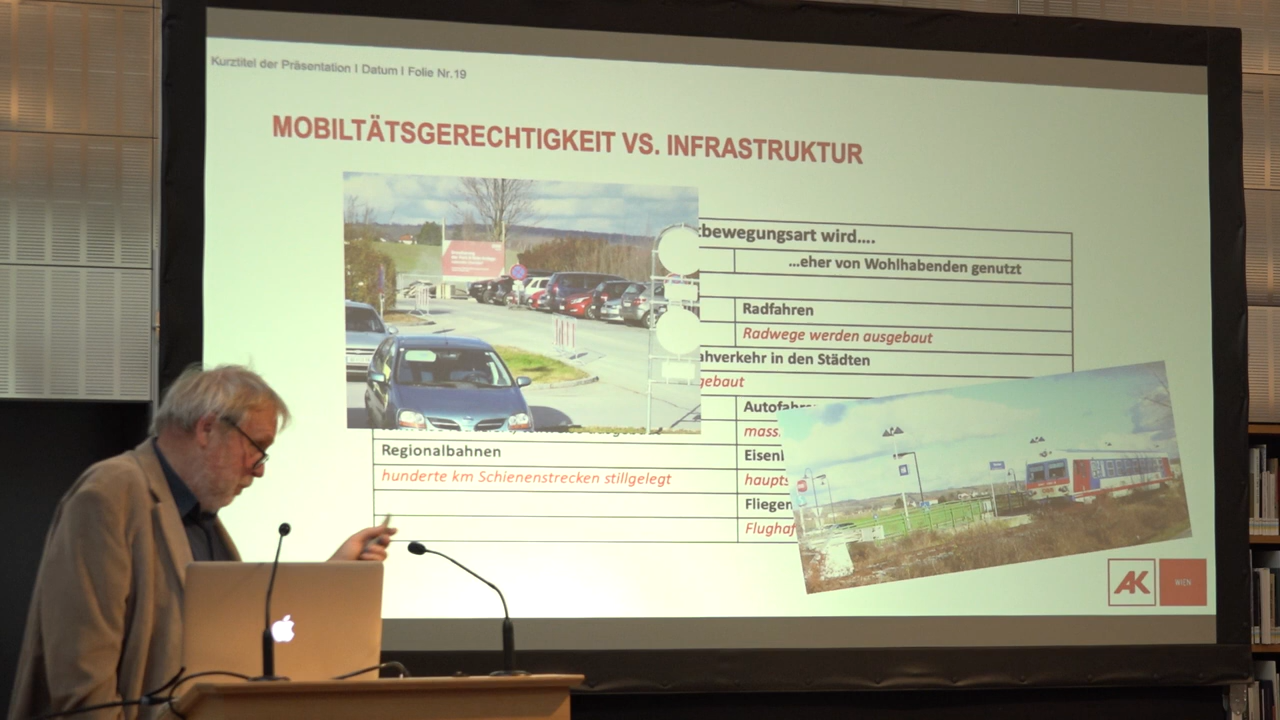 Kurztitel der Präsentation I Datum I Folie Nr.19
MOBILTÄTSGERECHTIGKEIT VS. INFRASTRUKTUR
tbewegungsart wird....
...eher von Wohlhabenden genutzt
Radfahren
Radwege werden ausgebaut
ahverkehr in den Städten
gebaut
Autofahr
mass
Regionalbahnen
Eisen
hunderte km Schienenstrecken stillgelegt
haupts
Fliegen
Flughaf
AK
WIEN